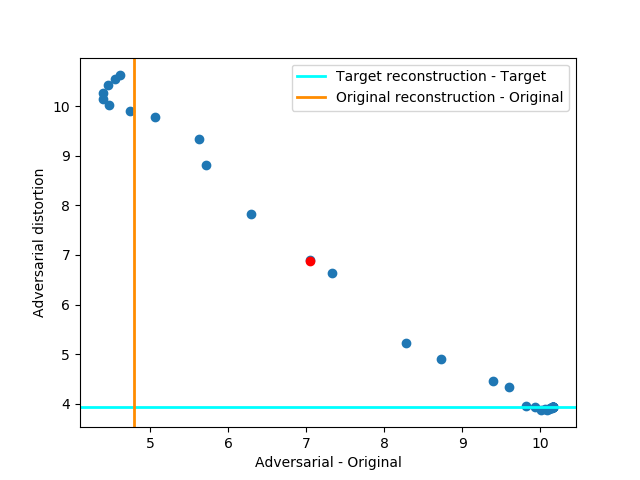 Target reconstruction - Target
Original reconstruction - Original
10
9
8
7
6
5
4
Adversarial distortion
5 6 7 8 9 10
Adversarial - Original